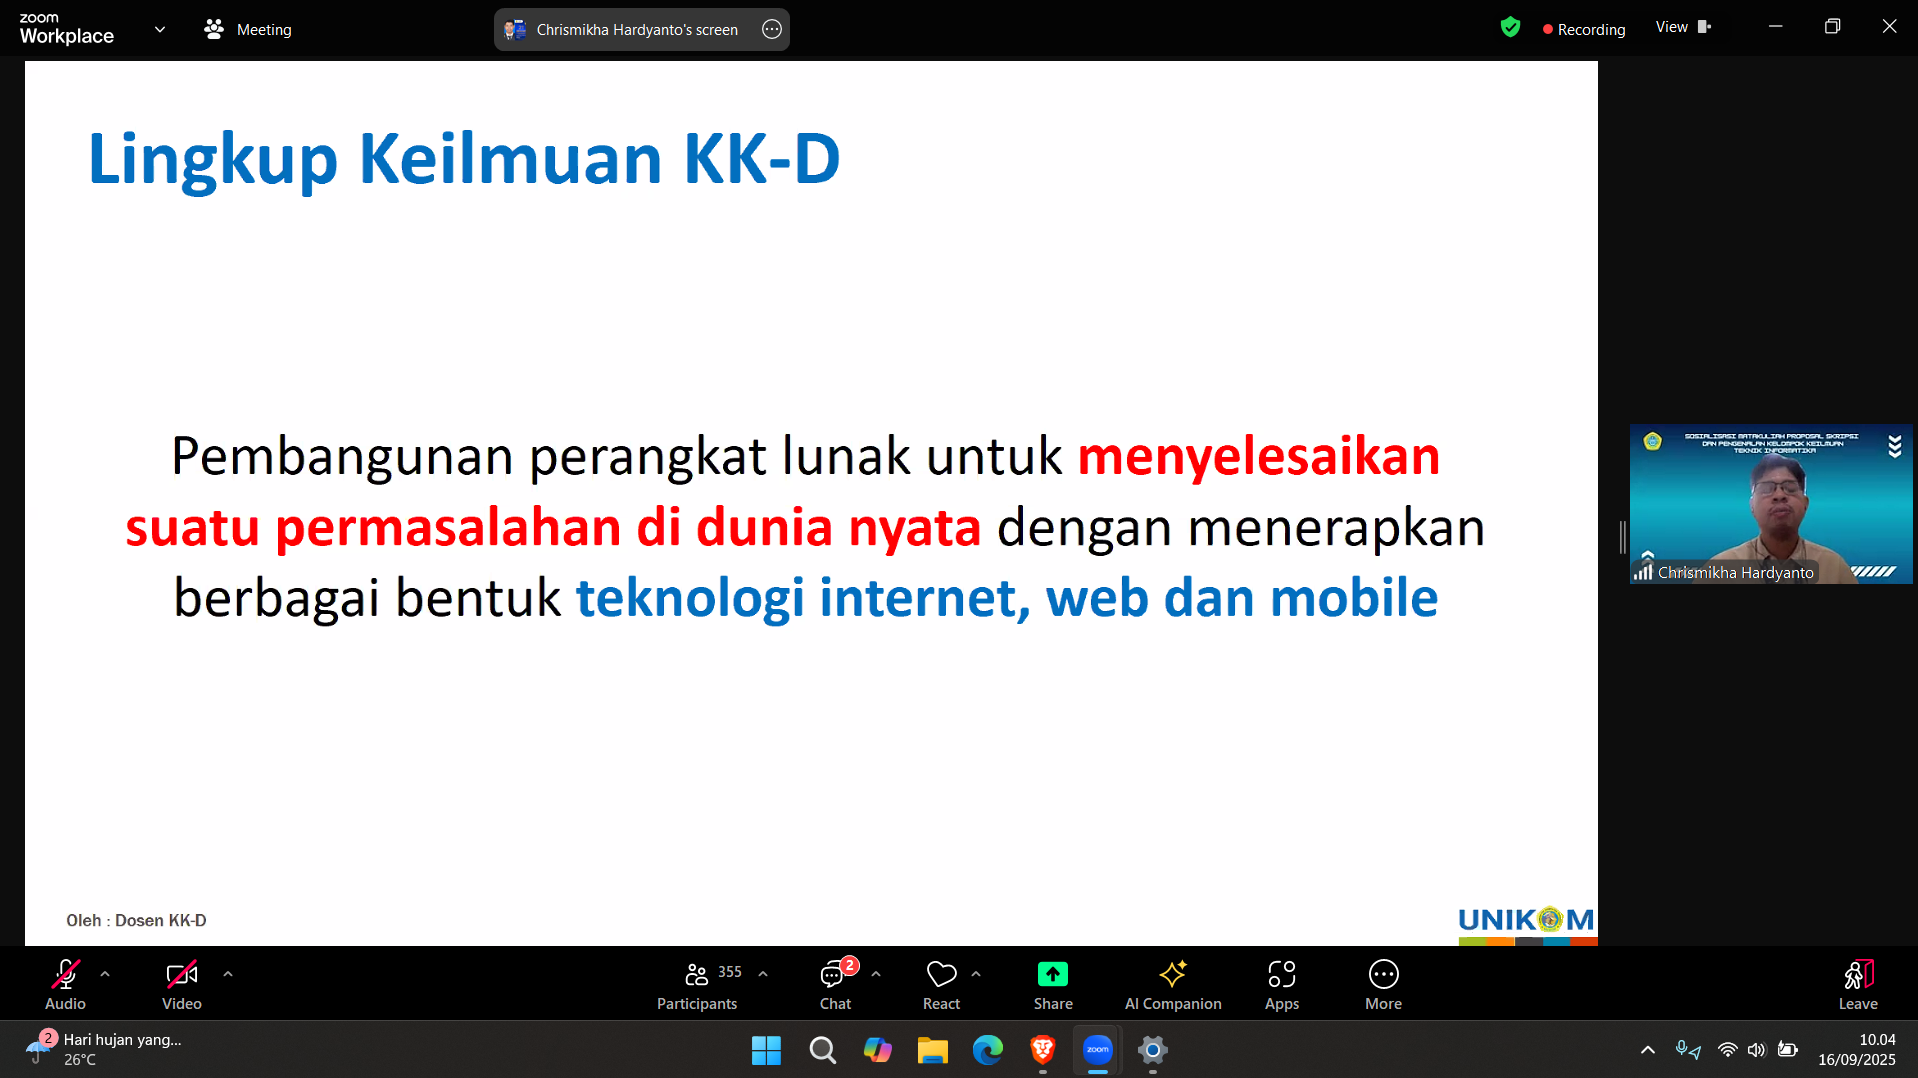 zoom
Workplace
Meeting
Chrismikha Hardyanto's screen
Recording
View
Lingkup Keilmuan KK-D
Pembangunan perangkat lunak untuk menyelesaikan
suatu permasalahan di dunia nyata dengan menerapkan
berbagai bentuk teknologi internet, web dan mobile
Oleh : Dosen KK-D
UNIKOM
SOSIALISASI MATAKULIAH PROPOSAL SKRIPSI
DAN PENGENALAN KELOMPOK KEILMUAN
TEKNIK INFORMATIKA
Chrismikha Hardyanto
Audio
Video
355
Participants
2
Chat
React
Share
AI Companion
Apps
More
Leave
2
Hari hujan yang...
26°C
zoom
10.04
16/09/2025